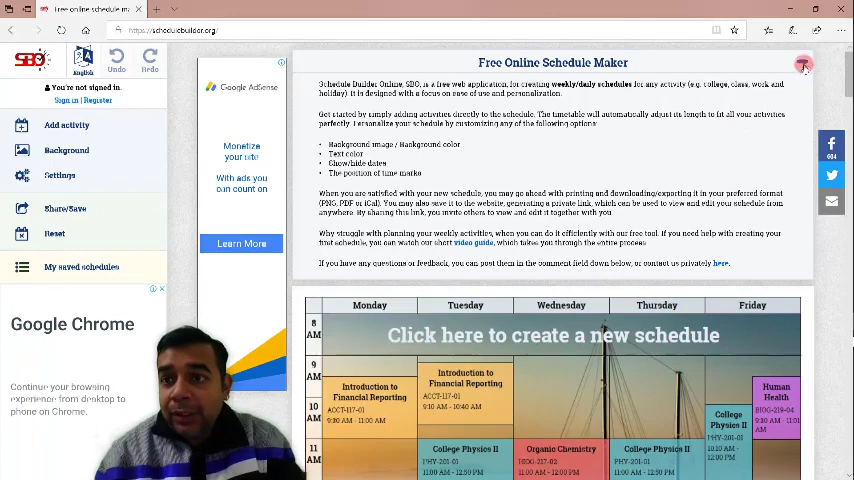 Free online schedule ma
https://schedulebuilder.org/
SBO
English
Undo
Redo
You're not signed in.
Sign in | Register
Add activity
Background
Settings
Share/Save
Reset
My saved schedules
Google Chrome
Continue your browsing
experience from desktop
to phone on Chrome.
Google AdSense
Monetize
your site
With ads you
can count on
Learn More
Free Online Schedule Maker
Schedule Builder Online, SBO, is a free web application, for creating weekly/daily schedules for any activity (e.g. college, class, work and
holiday). It is designed with a focus on ease of use and personalization.
Get started by simply adding activities directly to the schedule. The timetable will automatically adjust its length to fit all your activities
perfectly. Personalize your schedule by customizing any of the following options:
• Background image / Background color
• Text color
• Show/hide dates
• The position of time marks
When you are satisfied with your new schedule, you may go ahead with printing and downloading/exporting it in your preferred format
(PNG, PDF or iCal). You may also save it to the website, generating a private link, which can be used to view and edit your schedule from
anywhere. By sharing this link, you invite others to view and edit it together with you.
Why struggle with planning your weekly activities, when you can do it efficiently with our free tool. If you need help with creating your
first schedule, you can watch our short video guide, which takes you through the entire process
If you have any questions or feedback, you can post them in the comment field down below, or contact us privately here.
604
Monday Tuesday Wednesday Thursday Friday
8
AM
Click here to create a new schedule
9
AM
Introduction to
Financial Reporting
ACCT-117-01
9:10 AM - 10:40 AM
Introduction to
Financial Reporting
ACCT-117-01
9:30 AM - 11:00 AM
Human
Health
BIOG-219-04
9:30 AM - 11:01
AM
10
AM
College
Physics II
PHY-201-01
10:10 AM -
12:00 PM
11
AM
College Physics II
PHY-201-01
11:00 AM - 12:50 PM
Organic Chemistry
BIOG-217-02
11:00 AM - 12:00 PM
College Physics II
PHY-201-01
11:00 AM - 12:50 PM